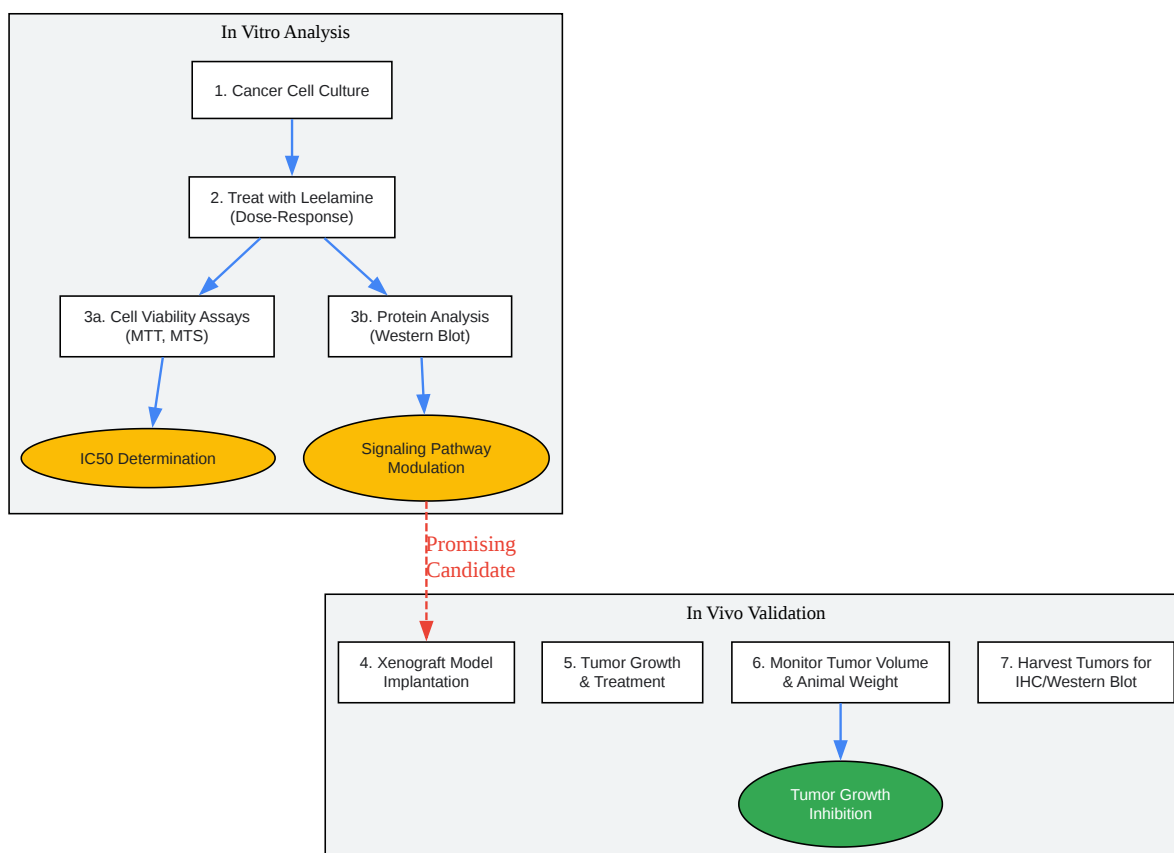 In Vitro Analysis
1. Cancer Cell Culture
2. Treat with Leelamine
(Dose-Response)
3a. Cell Viability Assays
(MTT, MTS)
3b. Protein Analysis
(Western Blot)
IC50 Determination
Signaling Pathway
Modulation
Promising
Candidate
In Vivo Validation
4. Xenograft Model
Implantation
5. Tumor Growth
& Treatment
6. Monitor Tumor Volume
& Animal Weight
7. Harvest Tumors for
IHC/Western Blot
Tumor Growth
Inhibition